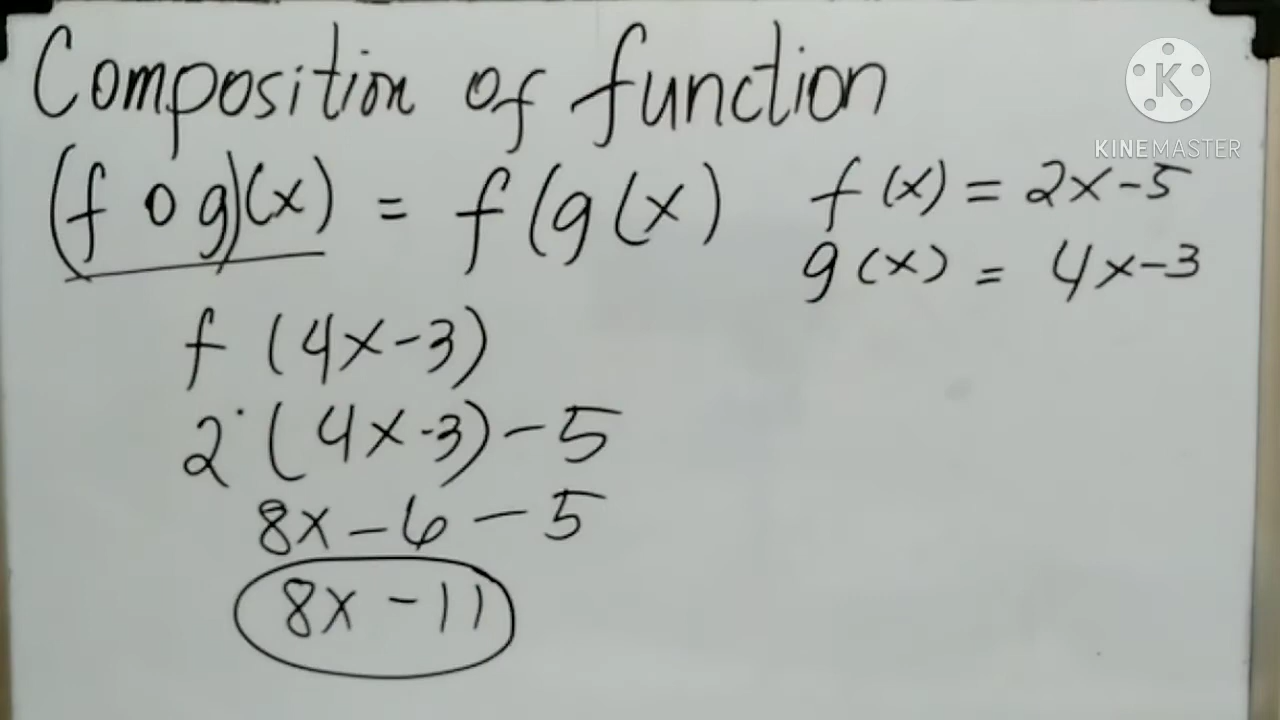 Composition of function
(f o g)(x) = f(g(x)
f(x) = 2x-5
g(x) = 4x-3
f (4x-3)
2·(4x-3)-5
8x-6-5
8x-11
K
KINEMASTER